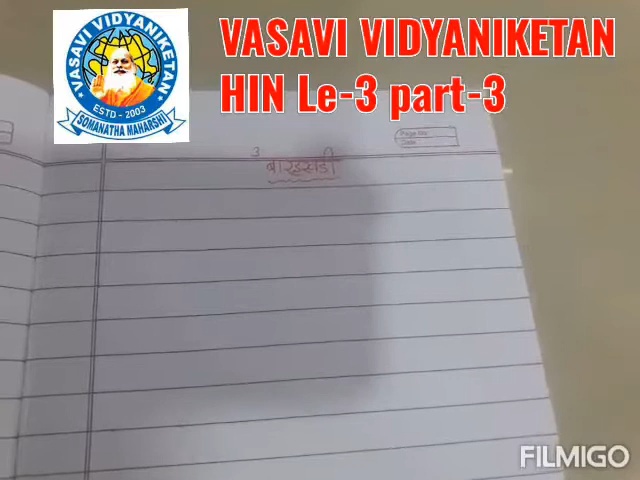 VASAVI VIDYANIKETAN
ESTD - 2003
SOMANATHA MAHARSHI
VASAVI VIDYANIKETAN
HIN Le-3 part-3
Page No
Date
3
बारहखडी
FILMIGO